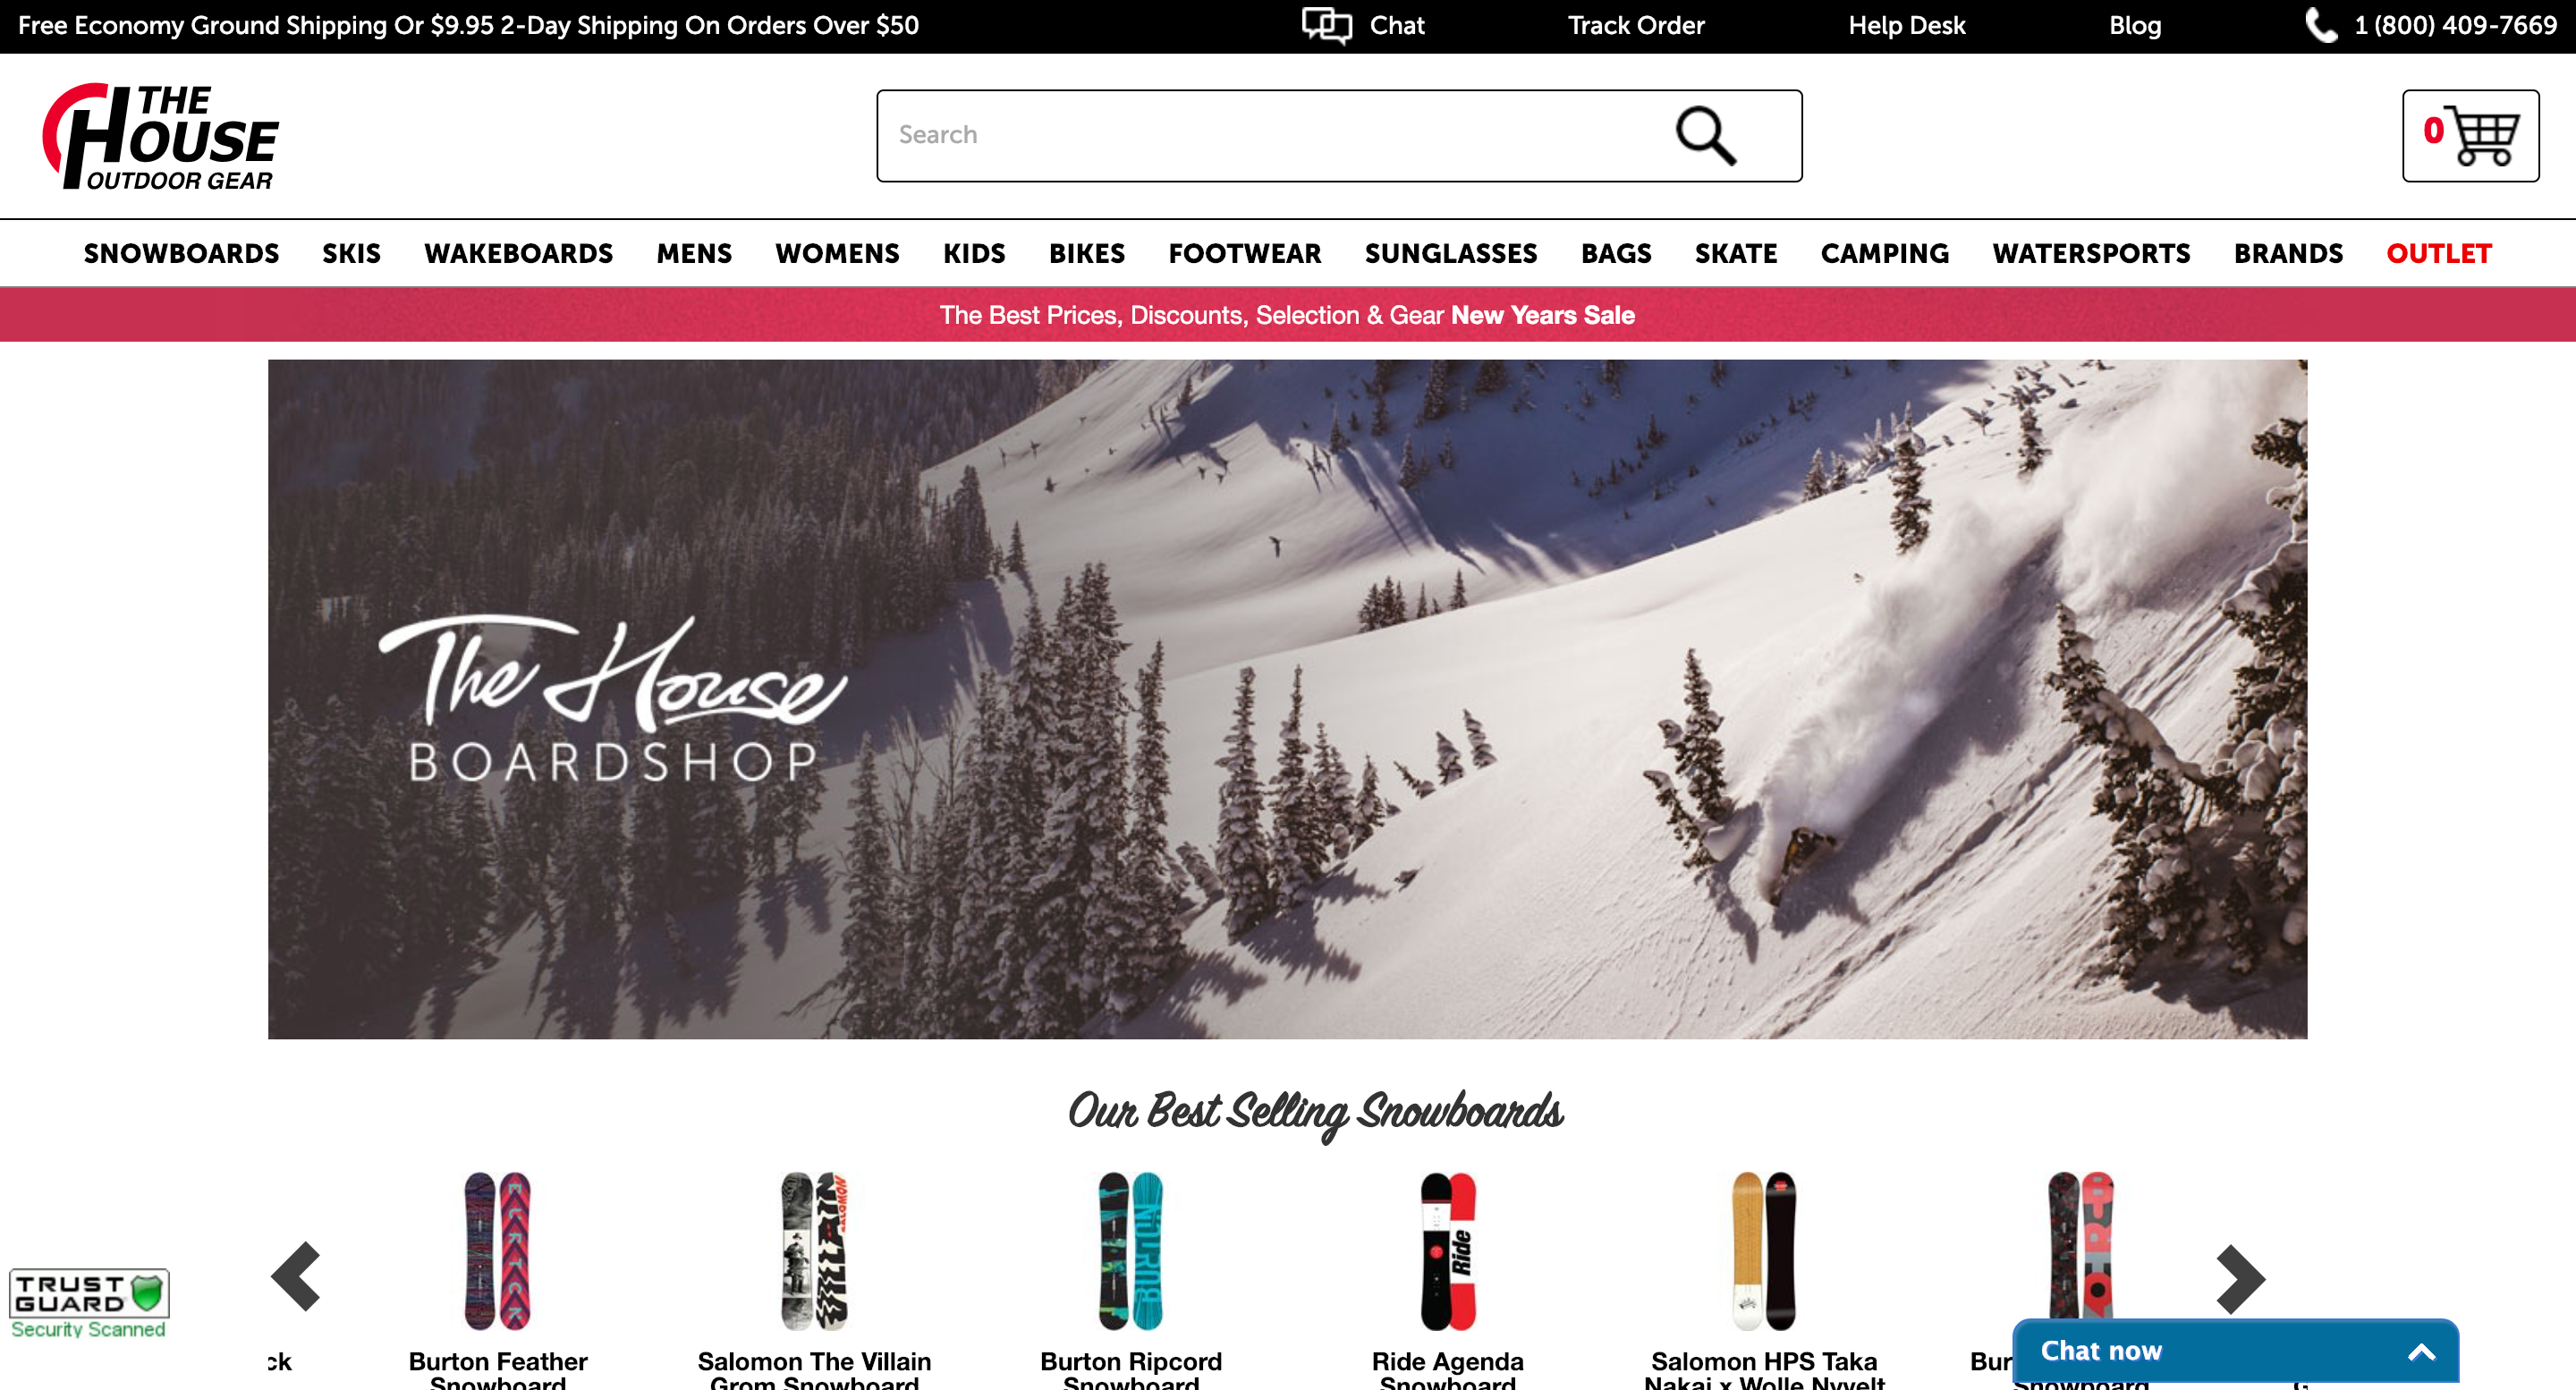 Free Economy Ground Shipping Or $9.95 2-Day Shipping On Orders Over $50
Chat
Track Order
Help Desk
Blog
1 (800) 409-7669
THE
HOUSE
OUTDOOR GEAR
Search
0
SNOWBOARDS SKIS WAKEBOARDS MENS WOMENS KIDS BIKES FOOTWEAR SUNGLASSES BAGS SKATE CAMPING WATERSPORTS BRANDS OUTLET
The Best Prices, Discounts, Selection & Gear New Years Sale
The House
BOARDSHOP
Our Best Selling Snowboards
VILLAIN
SALOMON
BURTON
Ride
TRUST
GUARD
Security Scanned
ck
Burton Feather
Snowboard
Salomon The Villain
Grom Snowboard
Burton Ripcord
Snowboard
Ride Agenda
Snowboard
Salomon HPS Taka
Nakai x Wolle Nyvelt
Bur
Snowboard
Chat now